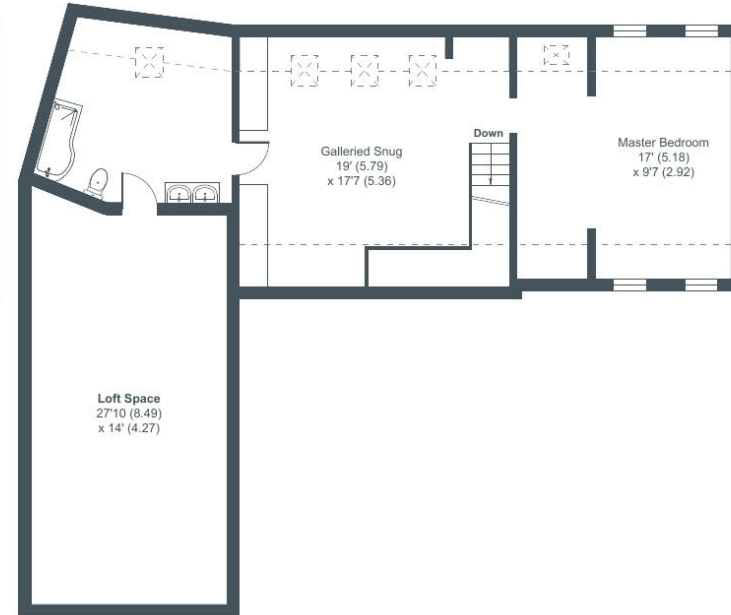 Down
Galleried Snug
19' (5.79)
x 17'7 (5.36)
Master Bedroom
17' (5.18)
x 9'7 (2.92)
Loft Space
27'10 (8.49)
x 14' (4.27)